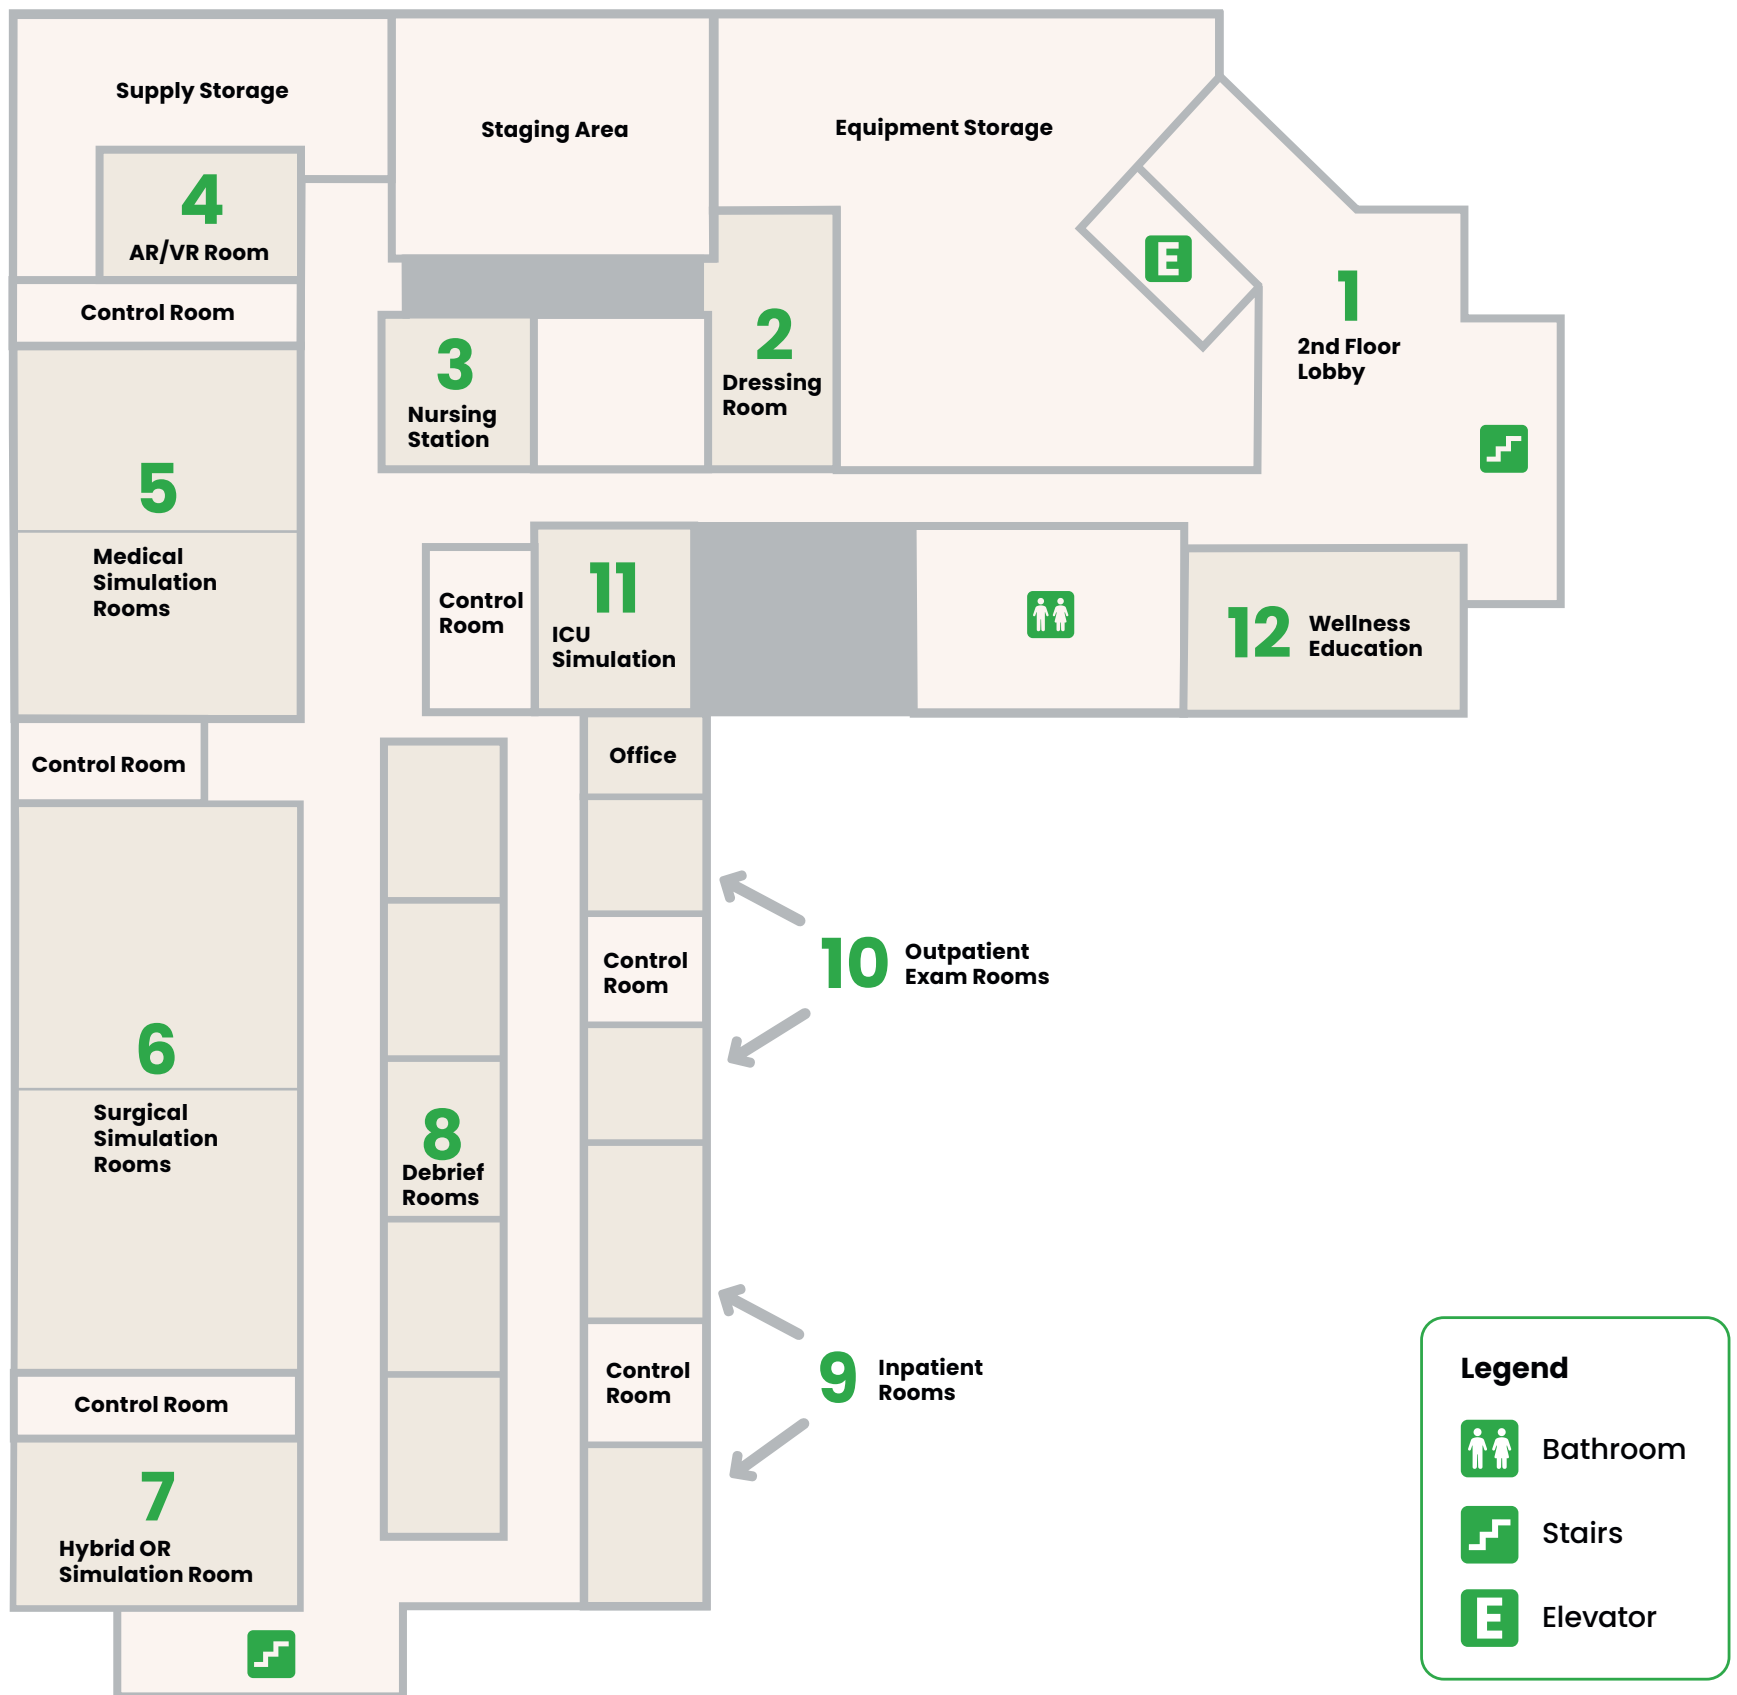 Supply Storage
Staging Area
Equipment Storage
4
AR/VR Room
Control Room
E
1
2nd Floor
Lobby
2
Dressing
Room
3
Nursing
Station
5
Medical
Simulation
Rooms
Control
Room
11
ICU
Simulation
12
Wellness
Education
Control Room
Office
6
Surgical
Simulation
Rooms
8
Debrief
Rooms
Control
Room
10
Outpatient
Exam Rooms
Control
Room
9
Inpatient
Rooms
Control Room
7
Hybrid OR
Simulation Room
Legend
Bathroom
Stairs
E
Elevator